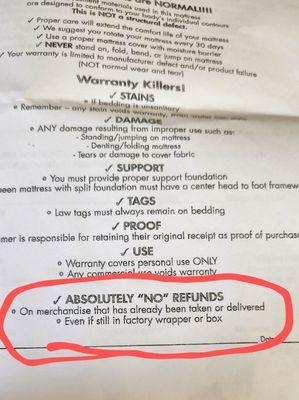 are NORMAL!!!!
materials used in this mattress
are designed to conform to your body's individual contours
This is NOT a structural defect.
✓ Proper care will extend the comfort life of your mattress
✓ We suggest you rotate your mattress every 30 days
✓ Use a proper mattress cover with moisture barrier
✓ NEVER stand on, fold, bend, or jump on mattress
✓ Your warranty is limited to manufacturer defect and/or product failure
(NOT normal wear and tear)
Warranty Killers!
✓ STAINS
° If bedding is unsanitary
° Remember – any stain voids warranty,
✓ DAMAGE
° ANY damage resulting from improper use such as:
-Standing/jumping on mattress
-Denting/folding mattress
-Tears or damage to cover fabric
✓ SUPPORT
° You must provide proper support foundation
een mattress with split foundation must have a center head to foot framew
✓ TAGS
° Law tags must always remain on bedding
✓ PROOF
mer is responsible for retaining their original receipt as proof of purchase
✓ USE
° Warranty covers personal use ONLY
° Any commercial use voids warranty
✓ ABSOLUTELY "NO" REFUNDS
° On merchandise that has already been taken or delivered
° Even if still in factory wrapper or box
Date